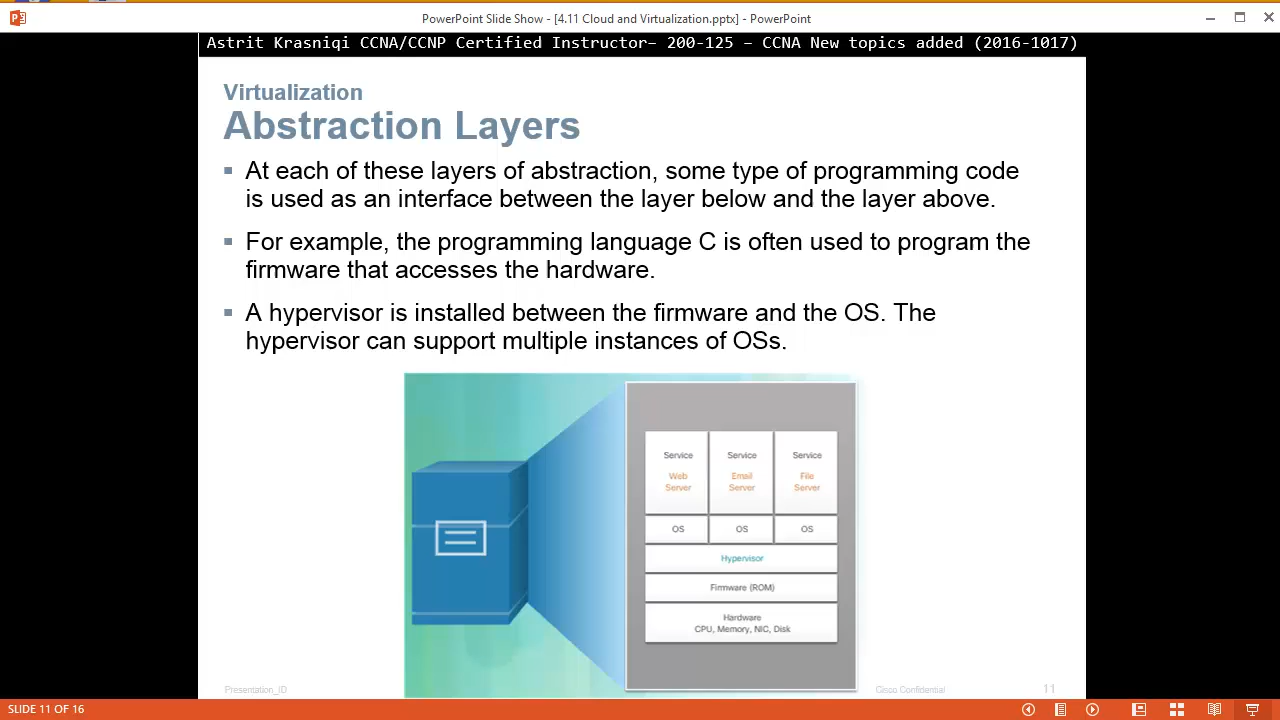 PowerPoint Slide Show - [4.11 Cloud and Virtualization.pptx] - PowerPoint
Astrit Krasniqi CCNA/CCNP Certified Instructor– 200-125 – CCNA New topics added (2016-1017)
Virtualization
Abstraction Layers
At each of these layers of abstraction, some type of programming code
is used as an interface between the layer below and the layer above.
For example, the programming language C is often used to program the
firmware that accesses the hardware.
A hypervisor is installed between the firmware and the OS. The
hypervisor can support multiple instances of OSs.
Service Service Service
Web Email File
Server Server Server
OS OS OS
Hypervisor
Firmware (ROM)
Hardware
CPU, Memory, NIC, Disk
Presentation_ID Cisco Confidential 11
SLIDE 11 OF 16